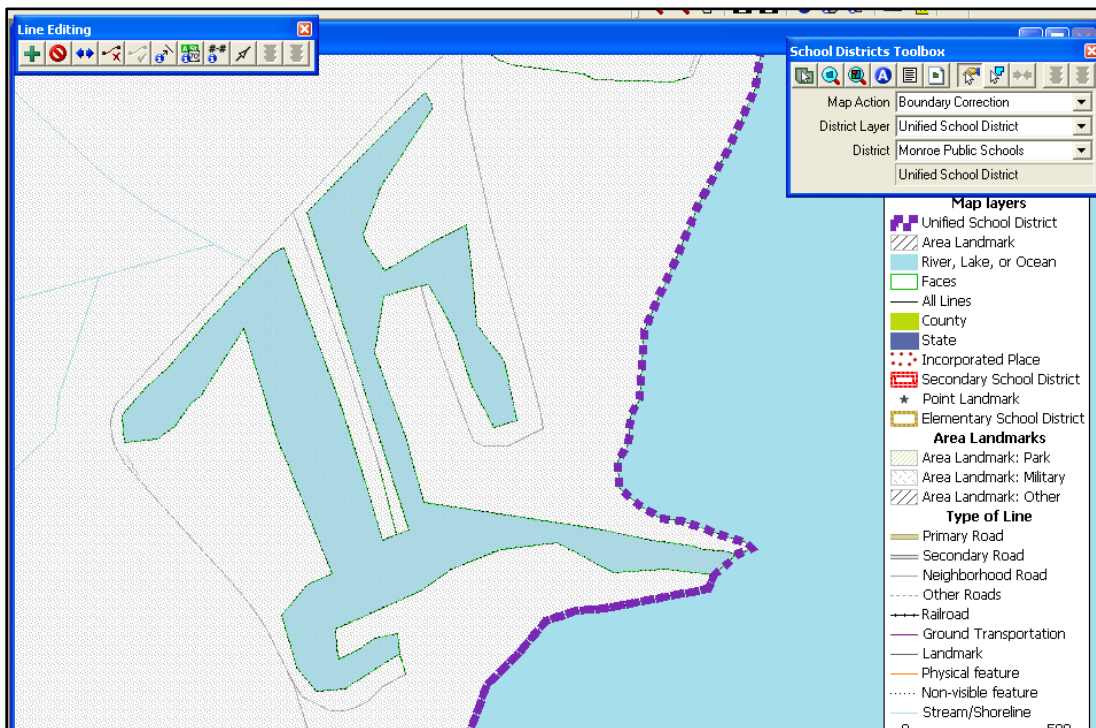 Line Editing
School Districts Toolbox
Map Action Boundary Correction
District Layer Unified School District
District Monroe Public Schools
Unified School District
Map layers
Unified School District
Area Landmark
River, Lake, or Ocean
Faces
All Lines
County
State
Incorporated Place
Secondary School District
Point Landmark
Elementary School District
Area Landmarks
Area Landmark: Park
Area Landmark: Military
Area Landmark: Other
Type of Line
Primary Road
Secondary Road
Neighborhood Road
Other Roads
Railroad
Ground Transportation
Landmark
Physical feature
Non-visible feature
Stream/Shoreline